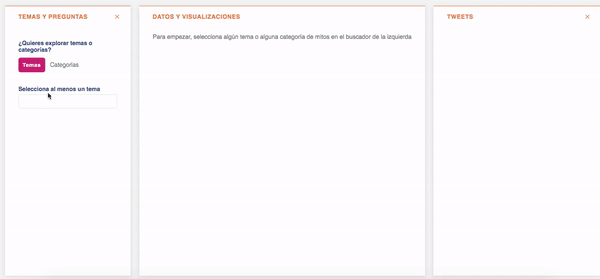 TEMAS Y PREGUNTAS
¿Quieres explorar temas o
categorías?
Temas Categorías
Selecciona al menos un tema
DATOS Y VISUALIZACIONES
Para empezar, selecciona algún tema o alguna categoría de mitos en el buscador de la izquierda
TWEETS